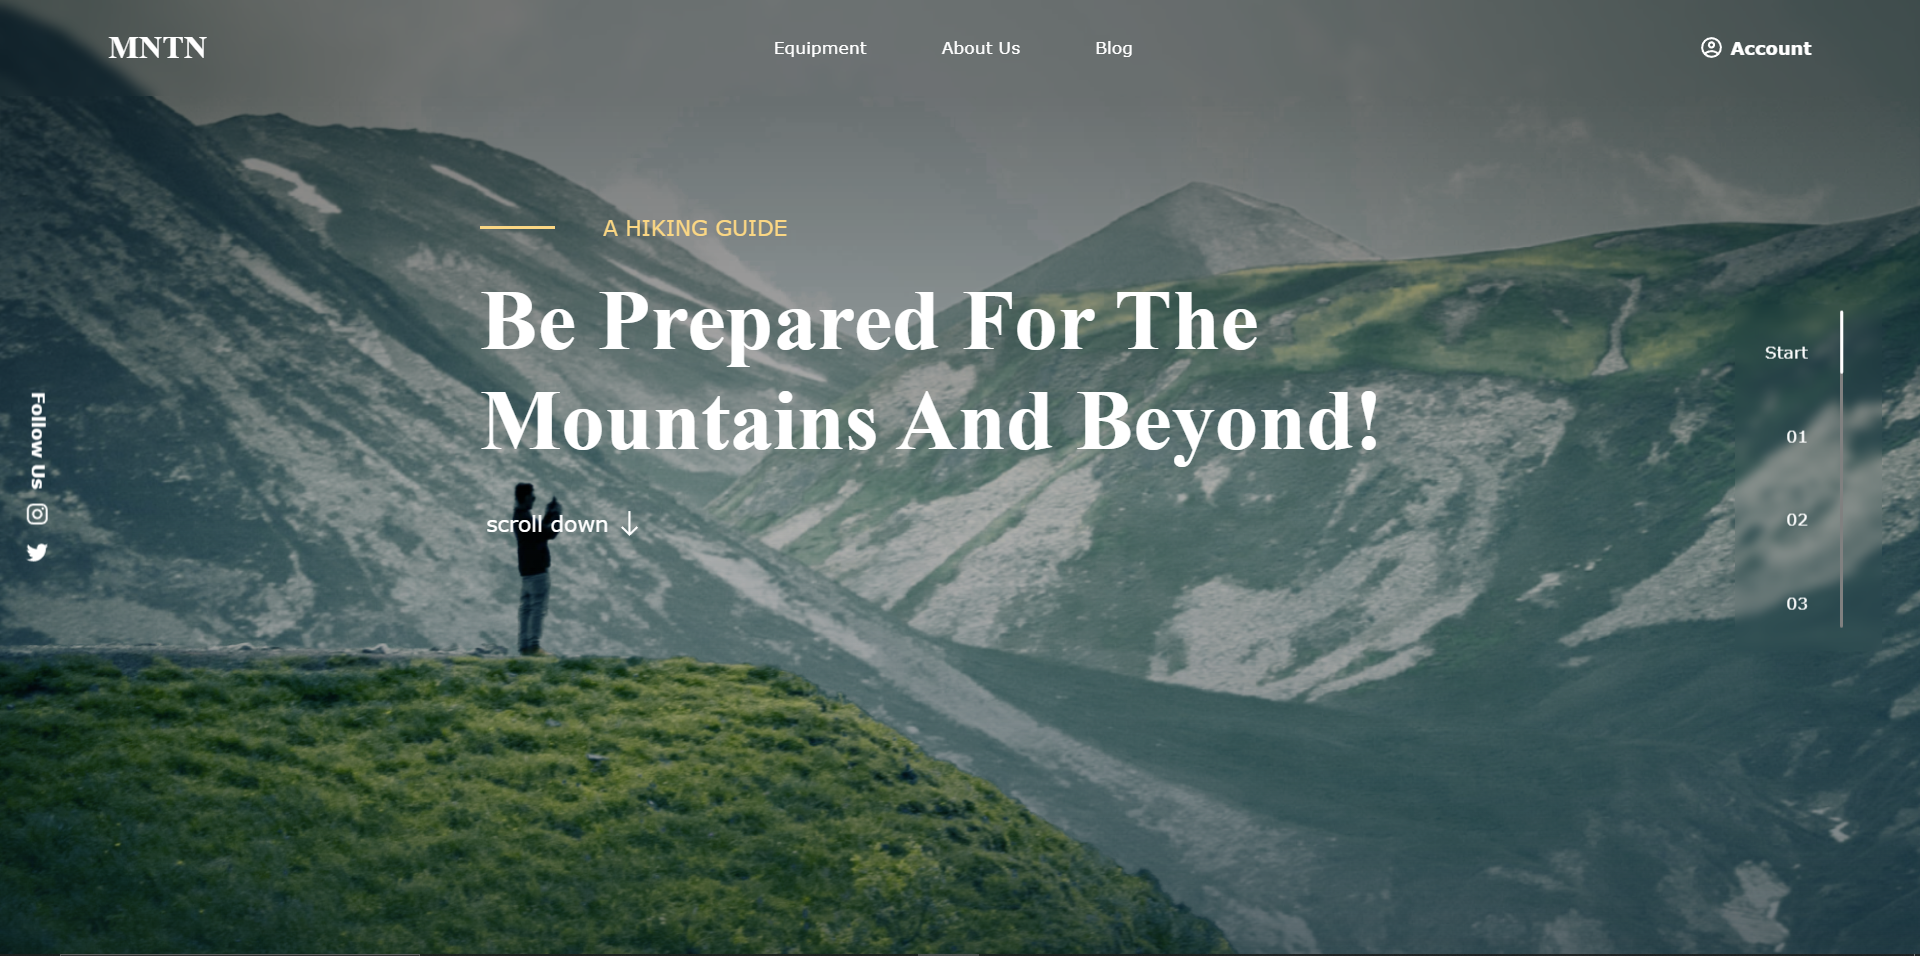 MNTN
Equipment
About Us
Blog
Account
A HIKING GUIDE
Be Prepared For The
Mountains And Beyond!
scroll down
Follow Us
Start
01
02
03